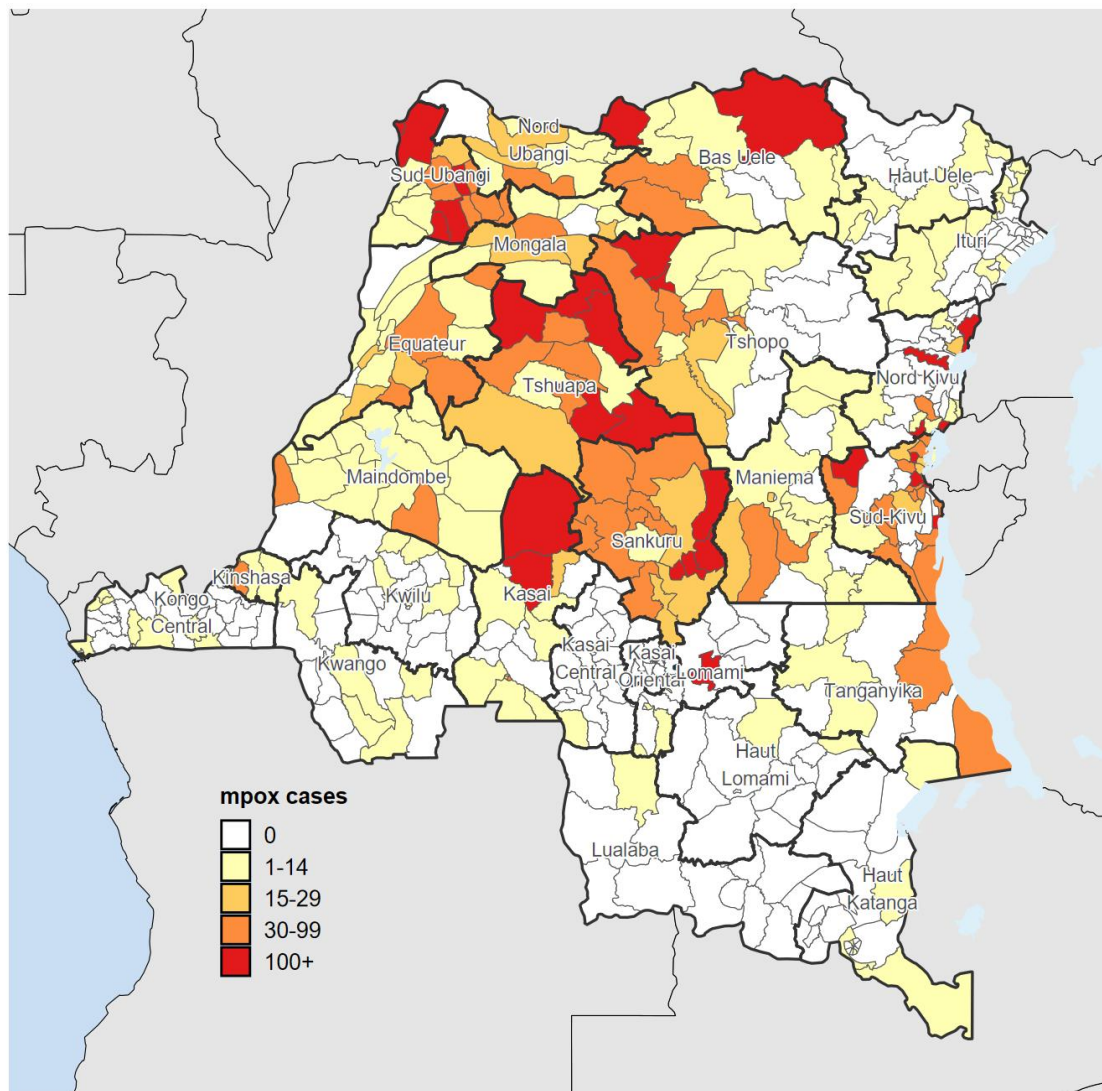 Nord
Ubangi
Sud-Ubangi
Bas Uele
Haut Uele
Ituri
Mongala
Equateur
Tshopo
Tshuapa
Nord-Kivu
Maindombe
Maniema
Sud-Kivu
Sankuru
Kinshasa
Kongo
Central
Kwilu
Kasai
Kwango
Kasai
Central
Kasai
Oriental
Lomami
Tanganyika
Haut
Lomami
Lualaba
Haut
Katanga
mpox cases
0
1-14
15-29
30-99
100+